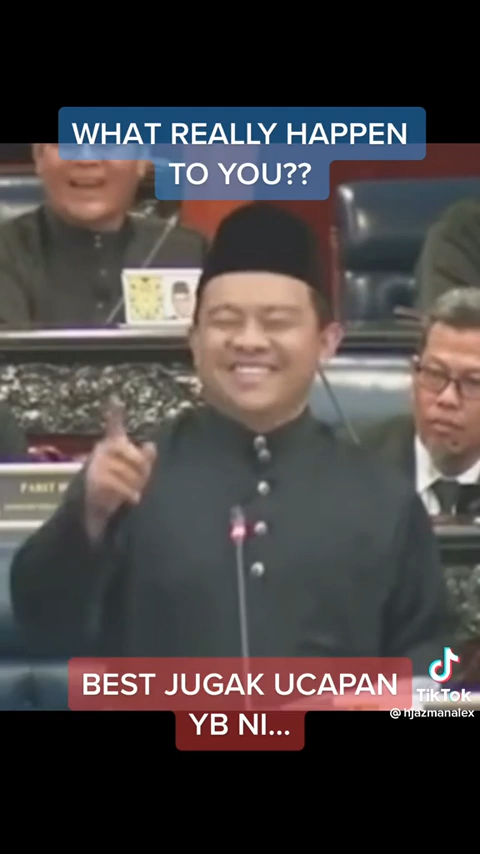 WHAT REALLY HAPPEN
TO YOU??
BEST JUGAK UCAPAN
YB NI...
TikTok
@hjazmanalex